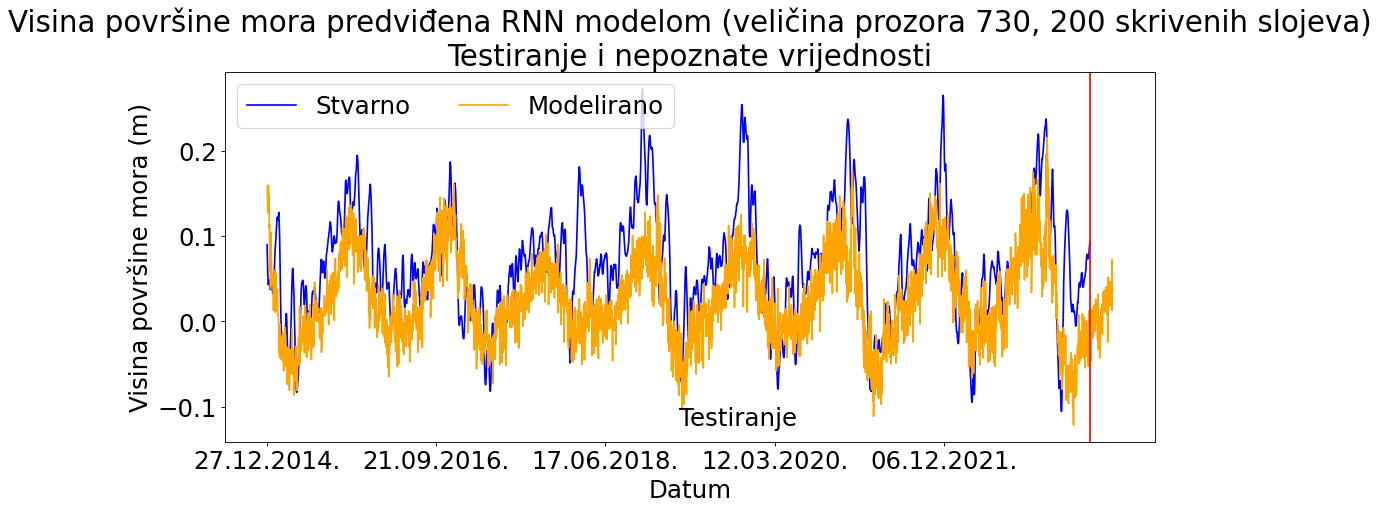 Visina površine mora predviđena RNN modelom (veličina prozora 730, 200 skrivenih slojeva)
Testiranje i nepoznate vrijednosti
Stvarno
Modelirano
Visina površine mora (m)
0.2
0.1
0.0
−0.1
Testiranje
27.12.2014.
21.09.2016.
17.06.2018.
12.03.2020.
06.12.2021.
Datum